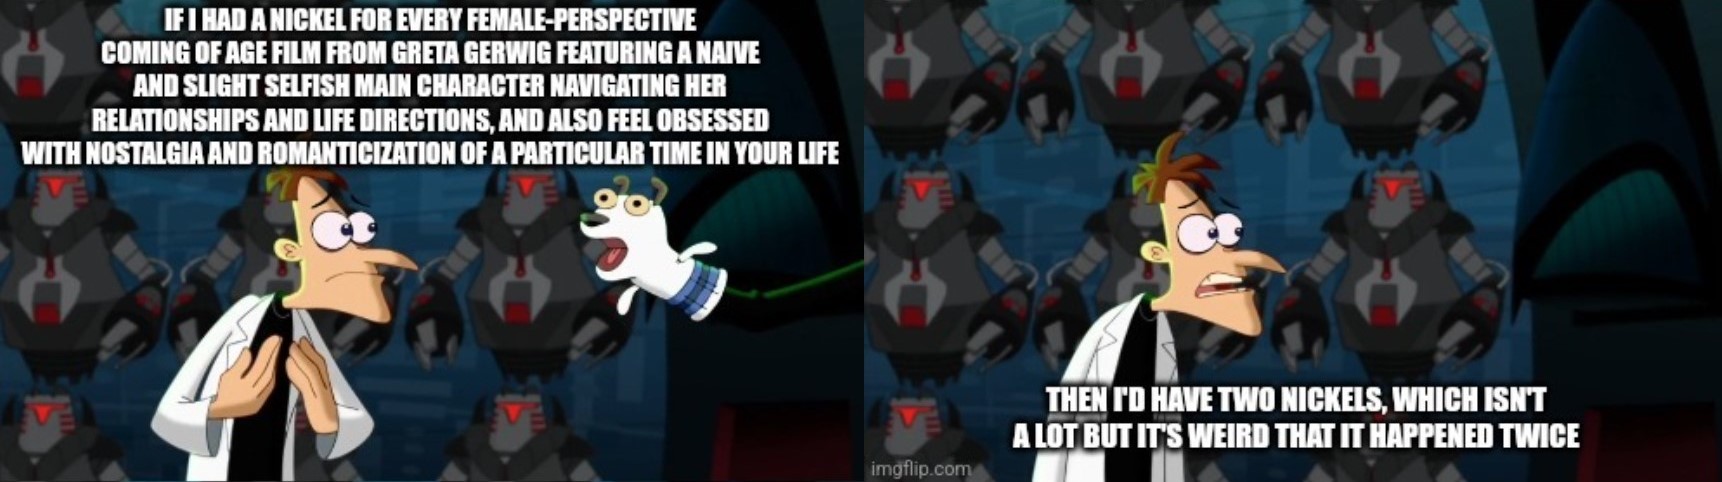 IF I HAD A NICKEL FOR EVERY FEMALE-PERSPECTIVE
COMING OF AGE FILM FROM GRETA GERWIG FEATURING A NAIVE
AND SLIGHT SELFISH MAIN CHARACTER NAVIGATING HER
RELATIONSHIPS AND LIFE DIRECTIONS, AND ALSO FEEL OBSESSED
WITH NOSTALGIA AND ROMANTICIZATION OF A PARTICULAR TIME IN YOUR LIFE
THEN I'D HAVE TWO NICKELS, WHICH ISN'T
A LOT BUT IT'S WEIRD THAT IT HAPPENED TWICE
imgflip.com